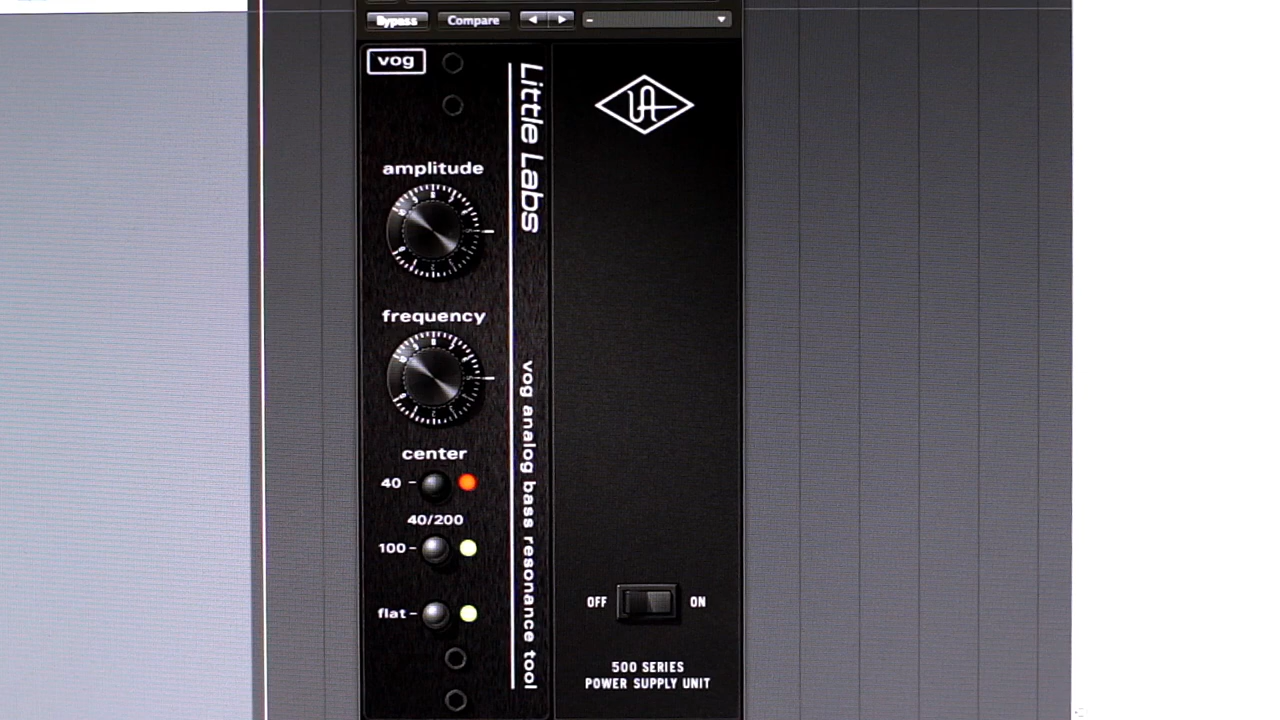 Bypass
Compare
-
vog
Little Labs
UA
amplitude
frequency
vog analog bass resonance tool
center
40 -
40/200
100 -
flat -
OFF
ON
500 SERIES
POWER SUPPLY UNIT